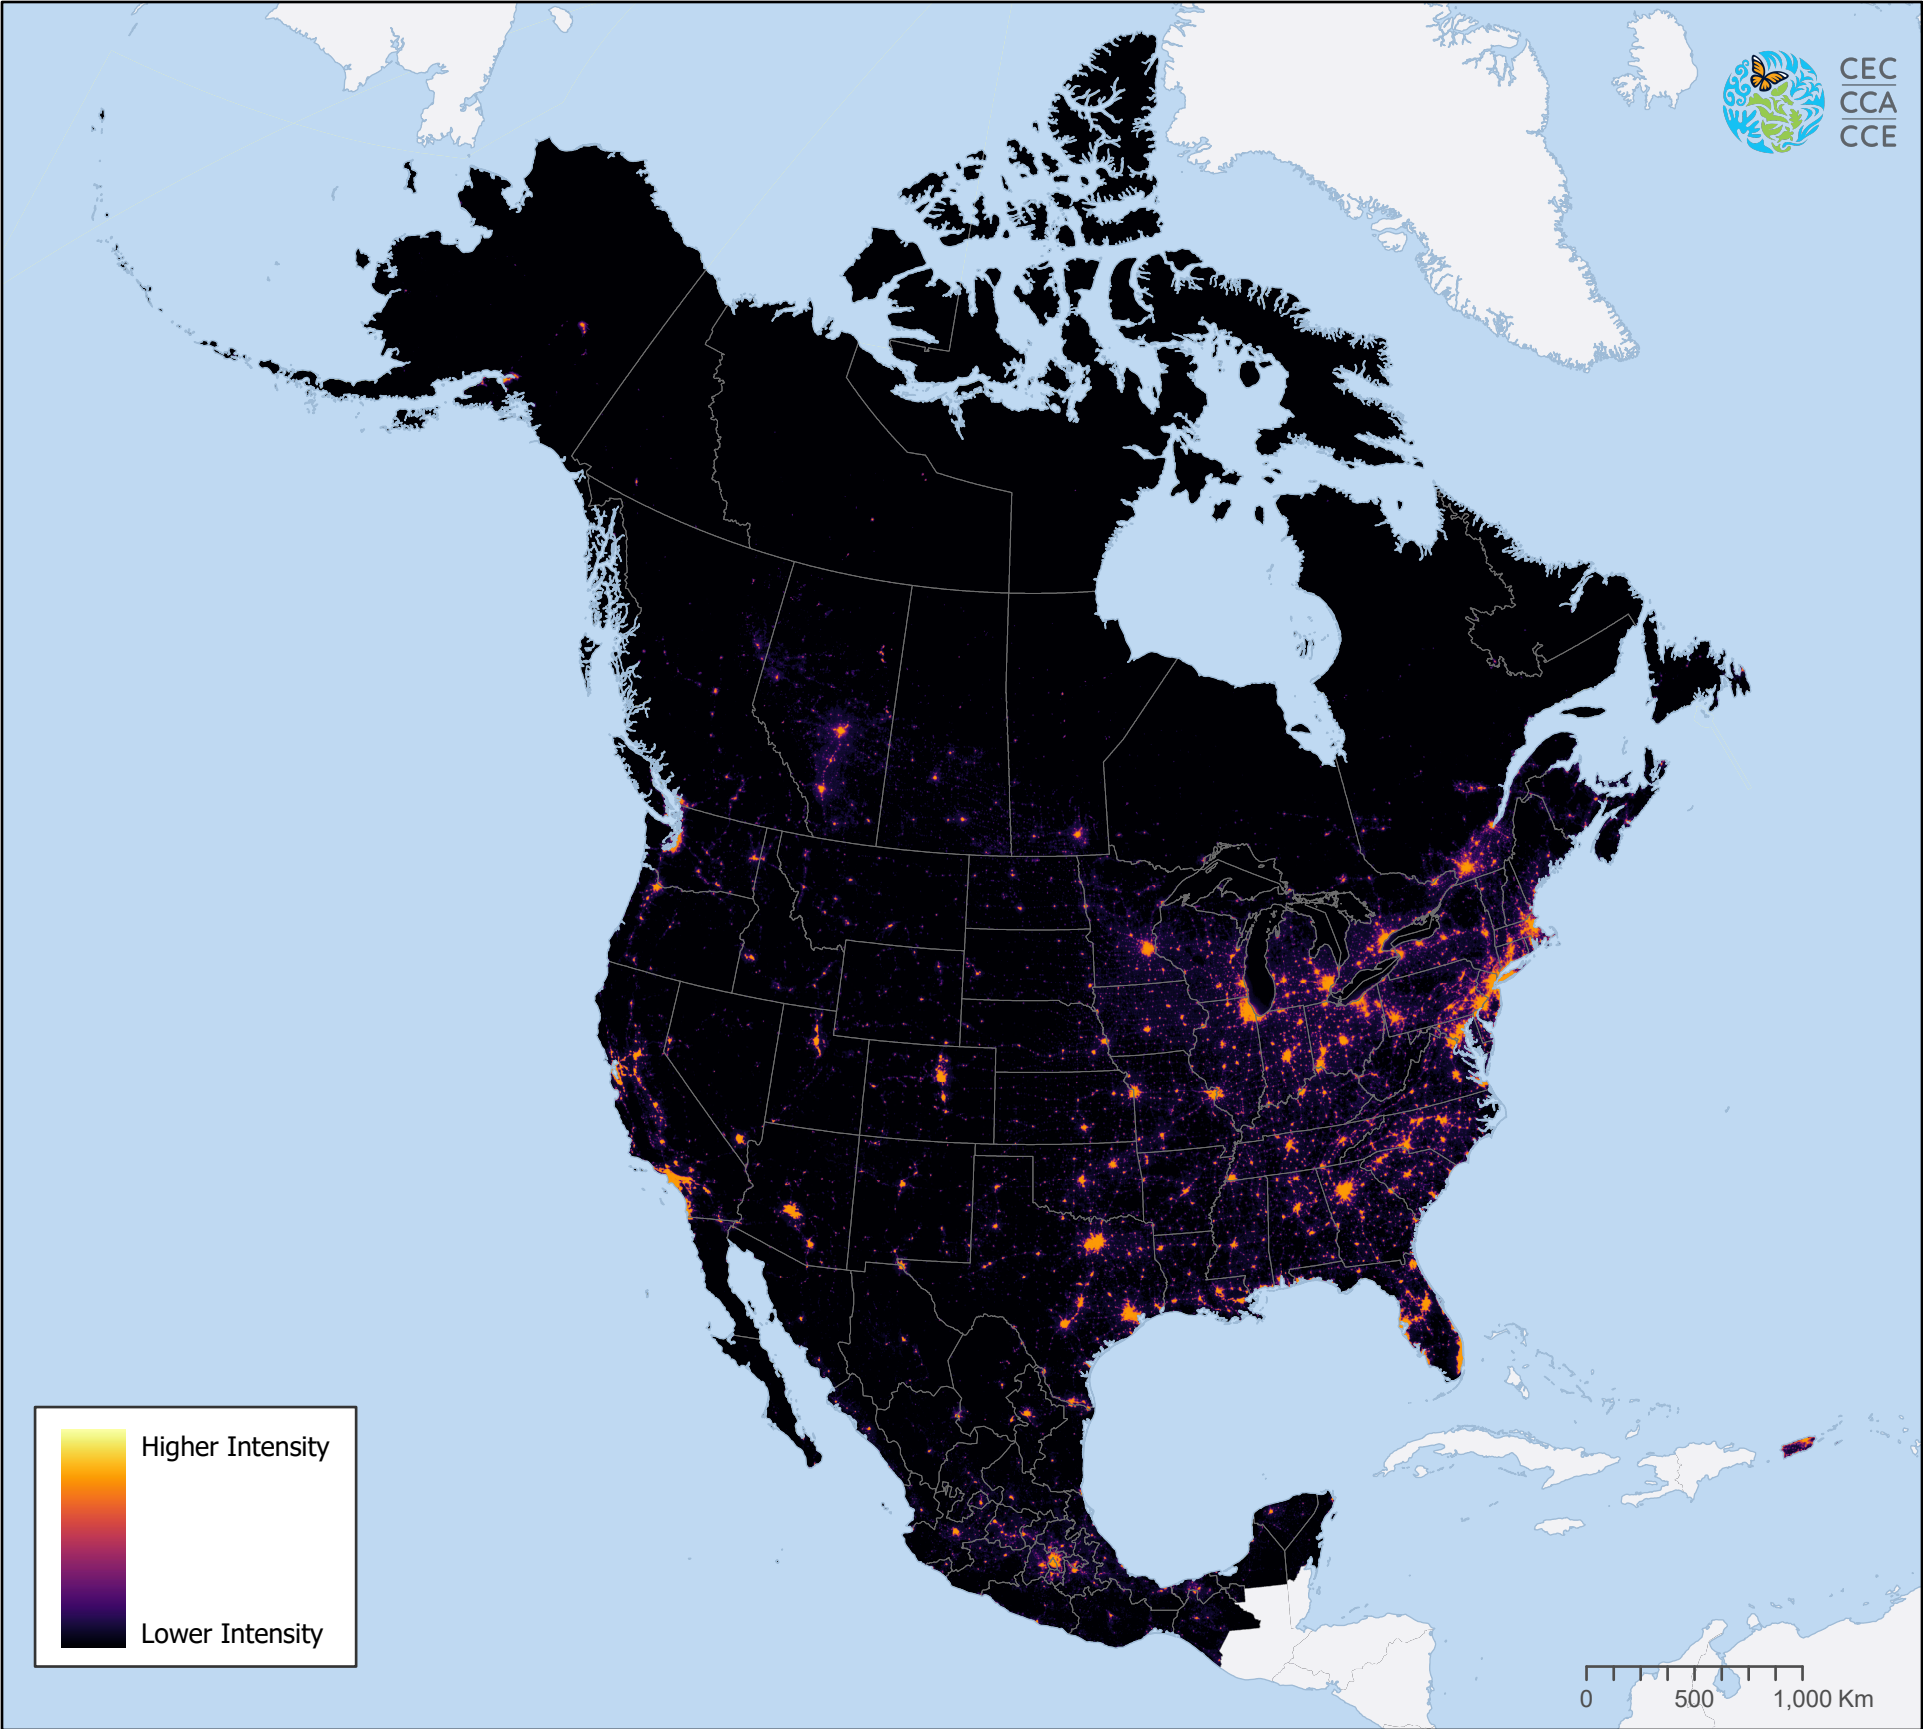 CEC
CCA
CCE
Higher Intensity
Lower Intensity
0 500 1,000 Km